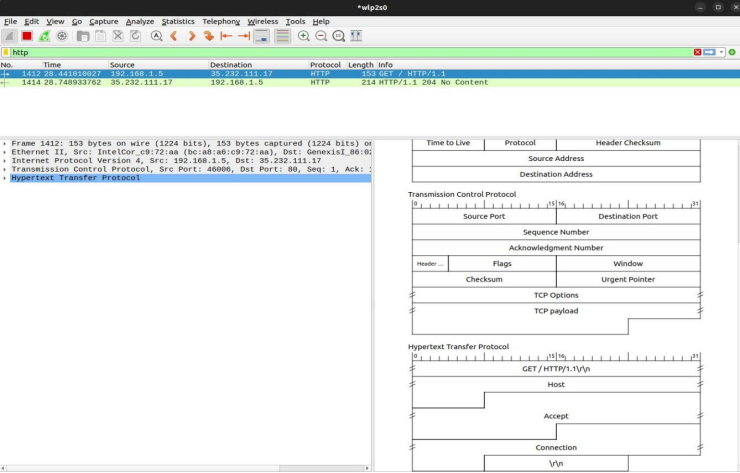 *wlp2s0
File Edit View Go Capture Analyze Statistics Telephony Wireless Tools Help
http
No. Time Source Destination Protocol Length Info
1412 28.441010027 192.168.1.5 35.232.111.17 HTTP 153 GET / HTTP/1.1
1414 28.748933762 35.232.111.17 192.168.1.5 HTTP 214 HTTP/1.1 204 No Content
Frame 1412: 153 bytes on wire (1224 bits), 153 bytes captured (1224 bits) on
Ethernet II, Src: IntelCor_c9:72:aa (bc:a8:a6:c9:72:aa), Dst: GenexisI_86:02
Internet Protocol Version 4, Src: 192.168.1.5, Dst: 35.232.111.17
Transmission Control Protocol, Src Port: 46006, Dst Port: 80, Seq: 1, Ack: 1
Hypertext Transfer Protocol
Time to Live Protocol Header Checksum
Source Address
Destination Address
Transmission Control Protocol
0 15 16 31
Source Port Destination Port
Sequence Number
Acknowledgment Number
Header ... Flags Window
Checksum Urgent Pointer
TCP Options
TCP payload
Hypertext Transfer Protocol
0 15 16 31
GET / HTTP/1.1\r\n
Host
Accept
Connection
\r\n